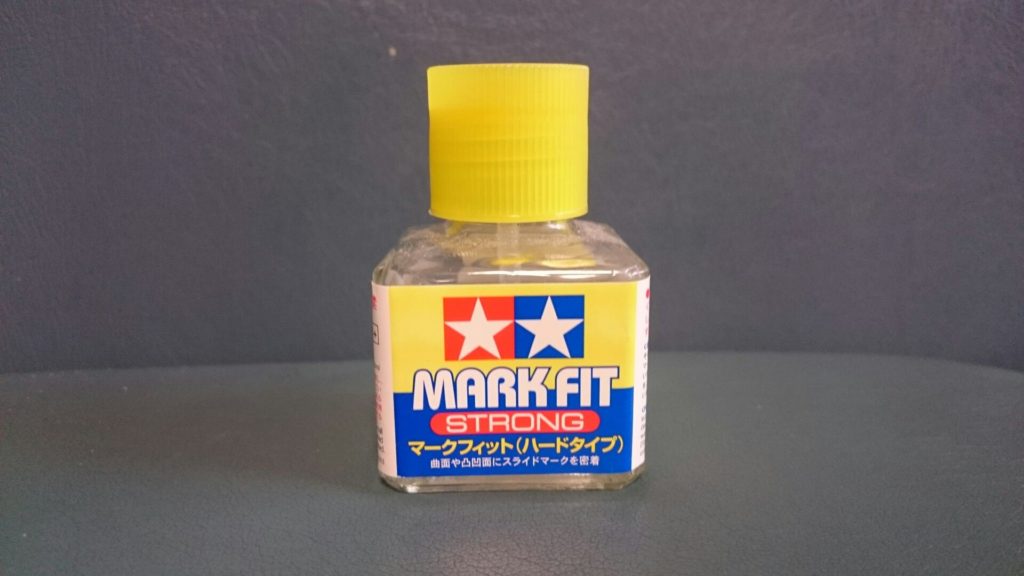 MARK FIT
STRONG
マークフィット(ハードタイプ)
曲面や凸凹面にスライドマークを密着